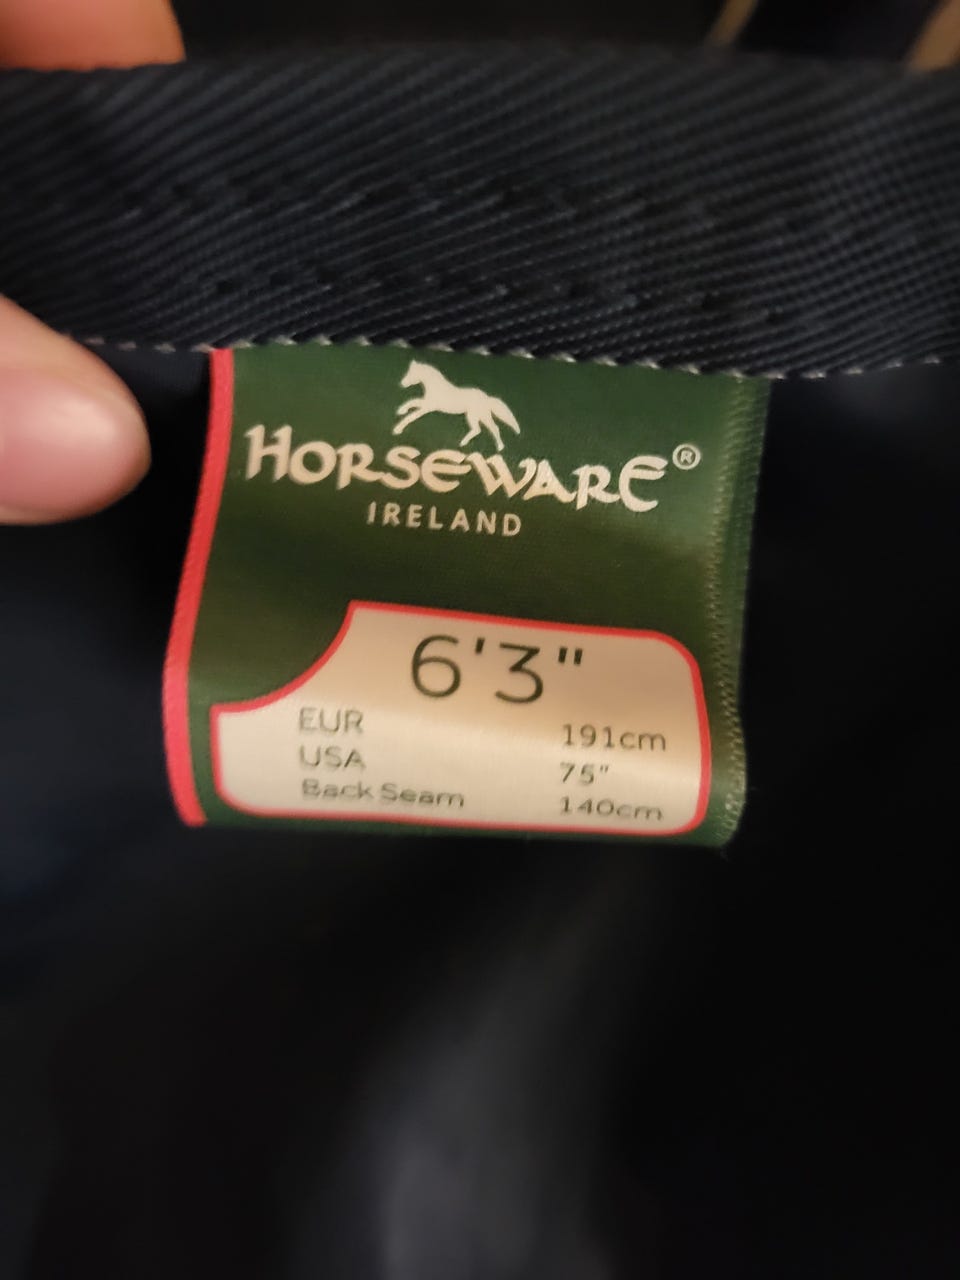 HORSEWARE®
IRELAND
6'3"
EUR 191cm
USA 75"
Back Seam 140cm